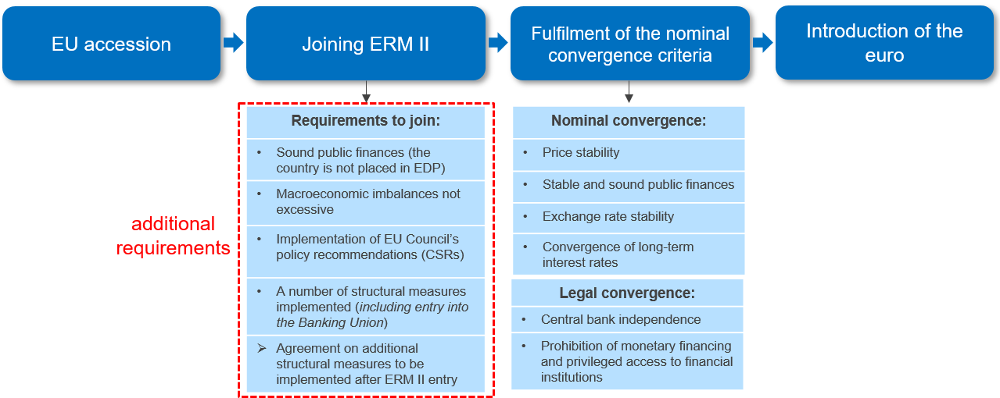 EU accession
Joining ERM II
Fulfilment of the nominal
convergence criteria
Introduction of the
euro
additional
requirements
Requirements to join:
• Sound public finances (the
country is not placed in EDP)
• Macroeconomic imbalances not
excessive
• Implementation of EU Council's
policy recommendations (CSRs)
• A number of structural measures
implemented (including entry into
the Banking Union)
➢ Agreement on additional
structural measures to be
implemented after ERM II entry
Nominal convergence:
• Price stability
• Stable and sound public finances
• Exchange rate stability
• Convergence of long-term
interest rates
Legal convergence:
• Central bank independence
• Prohibition of monetary financing
and privileged access to financial
institutions